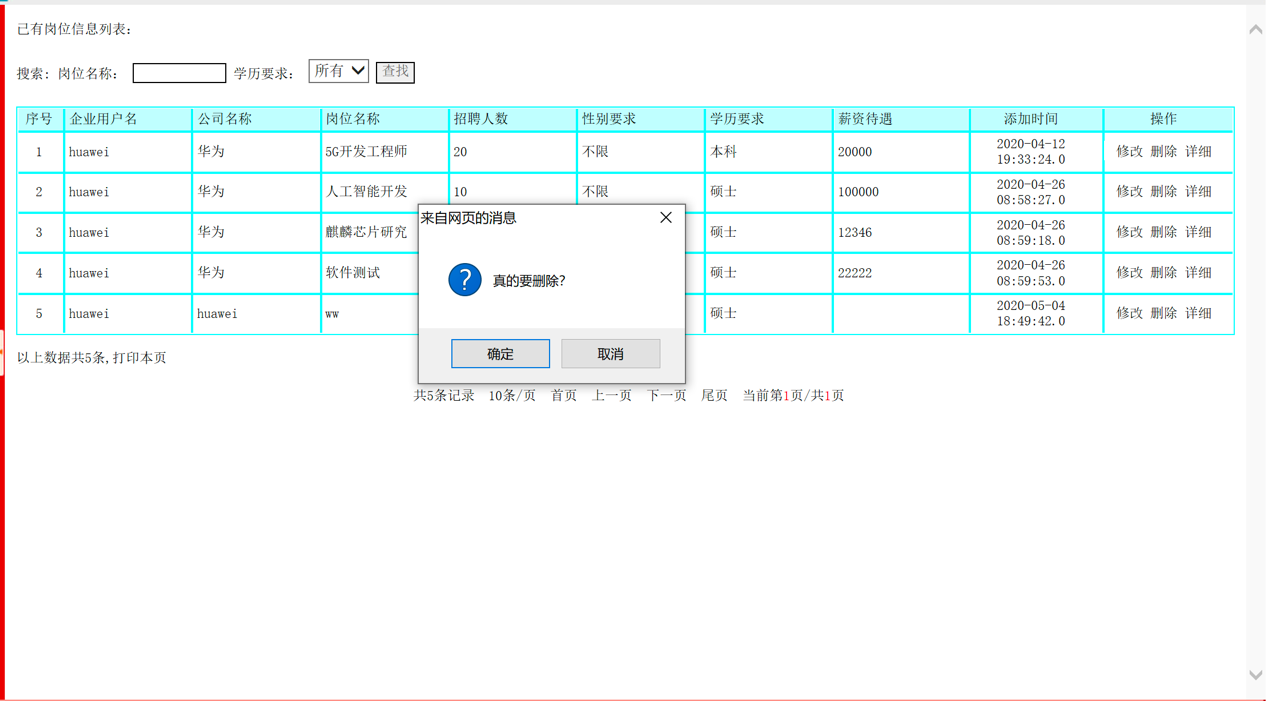 已有岗位信息列表:
搜索: 岗位名称: 学历要求: 所有 查找
序号 企业用户名 公司名称 岗位名称 招聘人数 性别要求 学历要求 薪资待遇 添加时间 操作
1 huawei 华为 5G开发工程师 20 不限 本科 20000 2020-04-12 19:33:24.0 修改 删除 详细
2 huawei 华为 人工智能开发 10 不限 硕士 100000 2020-04-26 08:58:27.0 修改 删除 详细
3 huawei 华为 麒麟芯片研究 硕士 12346 2020-04-26 08:59:18.0 修改 删除 详细
4 huawei 华为 软件测试 硕士 22222 2020-04-26 08:59:53.0 修改 删除 详细
5 huawei huawei ww 硕士 2020-05-04 18:49:42.0 修改 删除 详细
来自网页的消息
真的要删除?
确定 取消
以上数据共5条,打印本页
共5条记录 10条/页 首页 上一页 下一页 尾页 当前第1页/共1页